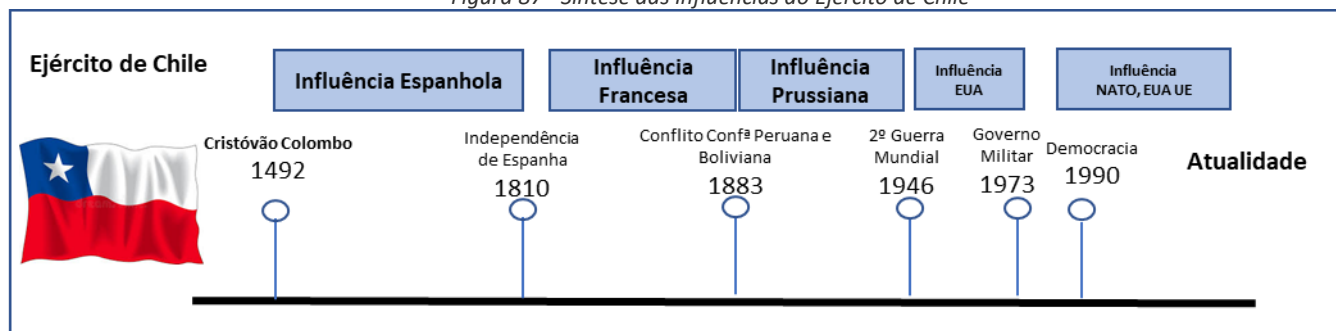 Figura 87 - Síntese das influências do Ejército de Chile
Ejército de Chile
Influência Espanhola
Influência
Francesa
Influência
Prussiana
Influência
EUA
Influência
NATO, EUA UE
Cristóvão Colombo
1492
Independência
de Espanha
1810
Conflito Confª Peruana e
Boliviana
1883
2º Guerra
Mundial
1946
Governo
Militar
1973
Democracia
1990
Atualidade